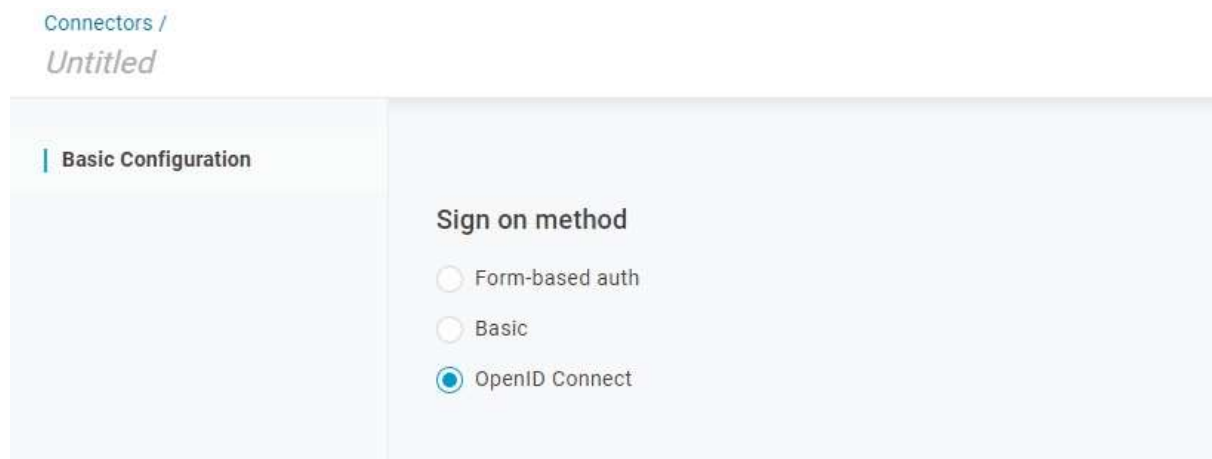 Connectors /
Untitled
Basic Configuration
Sign on method
Form-based auth
Basic
OpenID Connect